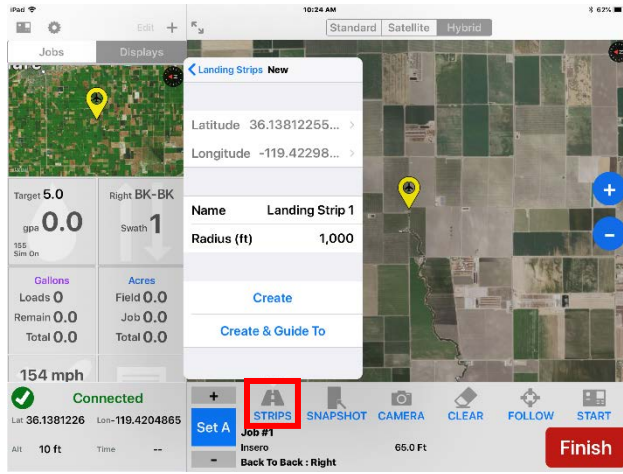 iPad
10:24 AM
62%
Edit +
Standard Satellite Hybrid
Jobs Displays
Landing Strips New
Latitude 36.13812255... >
Longitude -119.42298... >
Name Landing Strip 1
Radius (ft) 1,000
Create
Create & Guide To
Target 5.0
gpa 0.0
155
Sim On
Right BK-BK
Swath 1
Gallons
Loads 0
Remain 0.0
Total 0.0
Acres
Field 0.0
Job 0.0
Total 0.0
154 mph
Connected
Lat 36.1381226 Lon-119.4204865
Alt 10 ft Time --
+
Set A
-
STRIPS SNAPSHOT CAMERA CLEAR FOLLOW START
Job #1
Insero 65.0 Ft
Back To Back : Right
Finish
+
-